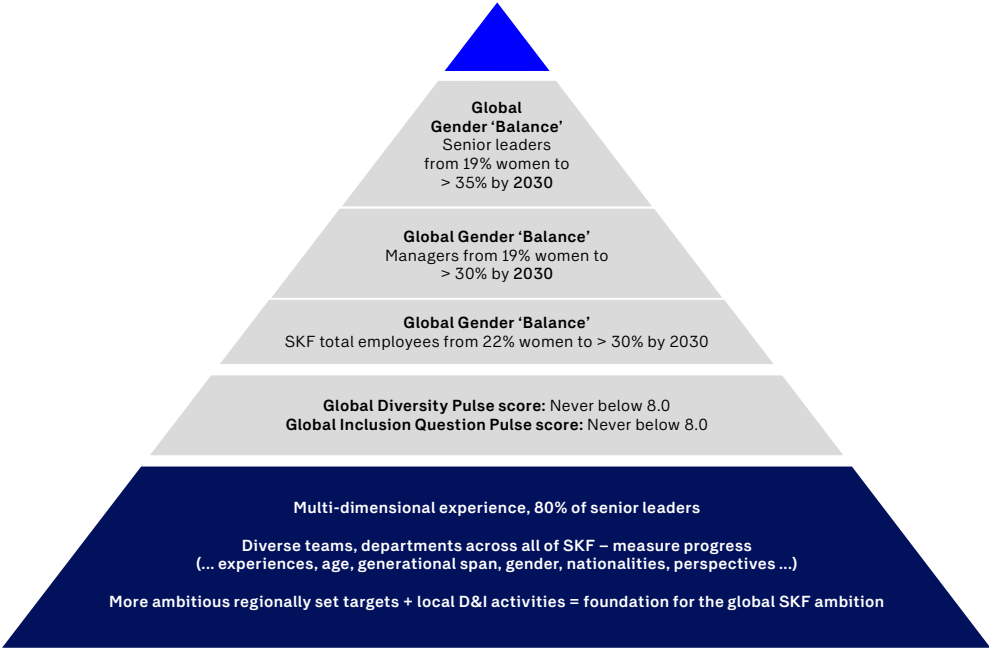 Global
Gender ‘Balance’
Senior leaders
from 19% women to
> 35% by 2030
Global Gender ‘Balance’
Managers from 19% women to
> 30% by 2030
Global Gender ‘Balance’
SKF total employees from 22% women to > 30% by 2030
Global Diversity Pulse score: Never below 8.0
Global Inclusion Question Pulse score: Never below 8.0
Multi-dimensional experience, 80% of senior leaders
Diverse teams, departments across all of SKF – measure progress
(... experiences, age, generational span, gender, nationalities, perspectives ...)
More ambitious regionally set targets + local D&I activities = foundation for the global SKF ambition